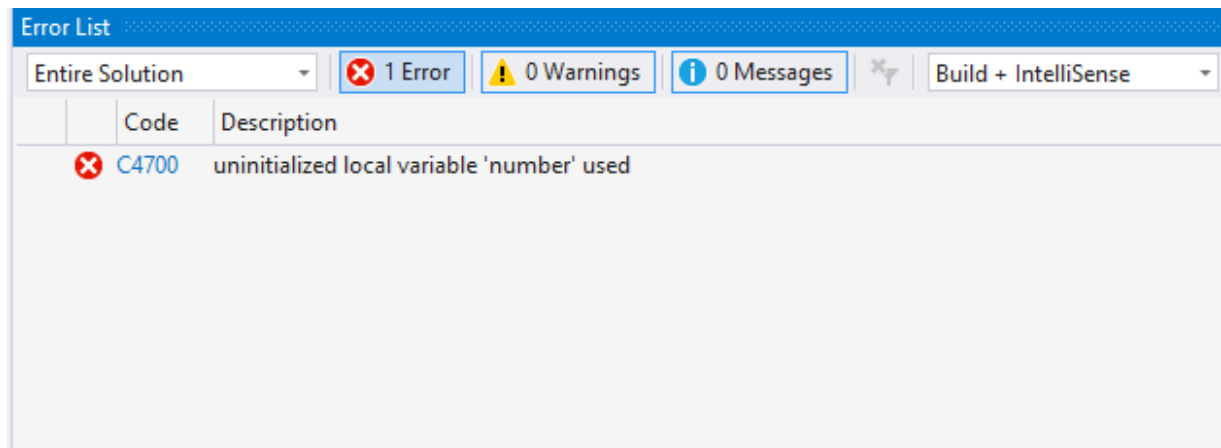 Error List
Entire Solution 1 Error 0 Warnings 0 Messages Build + IntelliSense
Code Description
C4700 uninitialized local variable 'number' used